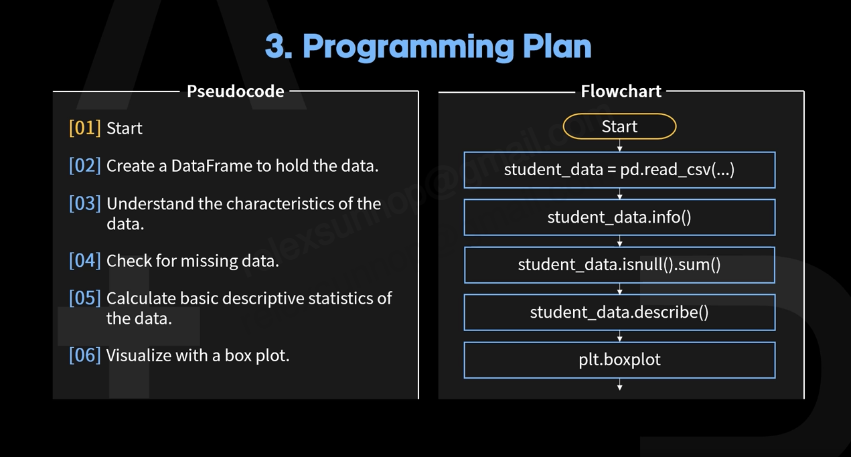 3. Programming Plan
Pseudocode
[01] Start
[02] Create a DataFrame to hold the data.
[03] Understand the characteristics of the
data.
[04] Check for missing data.
[05] Calculate basic descriptive statistics of
the data.
[06] Visualize with a box plot.
Flowchart
Start
student_data = pd.read_csv(...)
student_data.info()
student_data.isnull().sum()
student_data.describe()
plt.boxplot